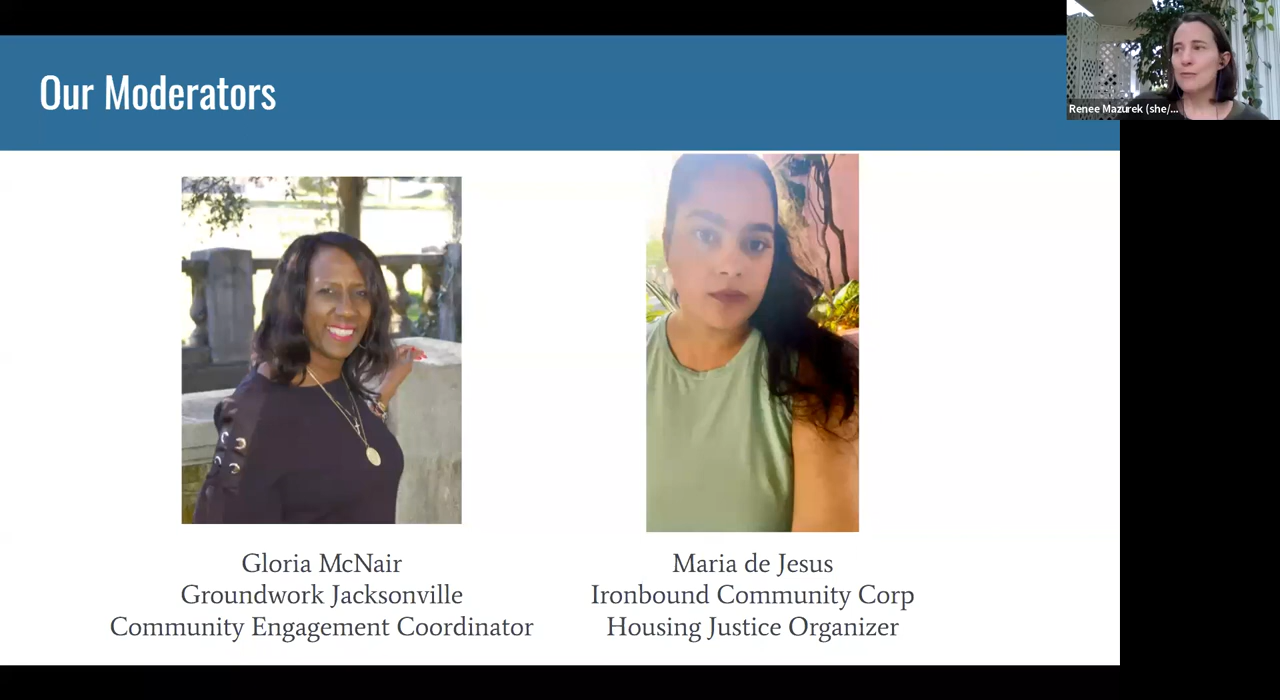 Our Moderators
Renee Mazurek (she/...
Gloria McNair
Groundwork Jacksonville
Community Engagement Coordinator
Maria de Jesus
Ironbound Community Corp
Housing Justice Organizer